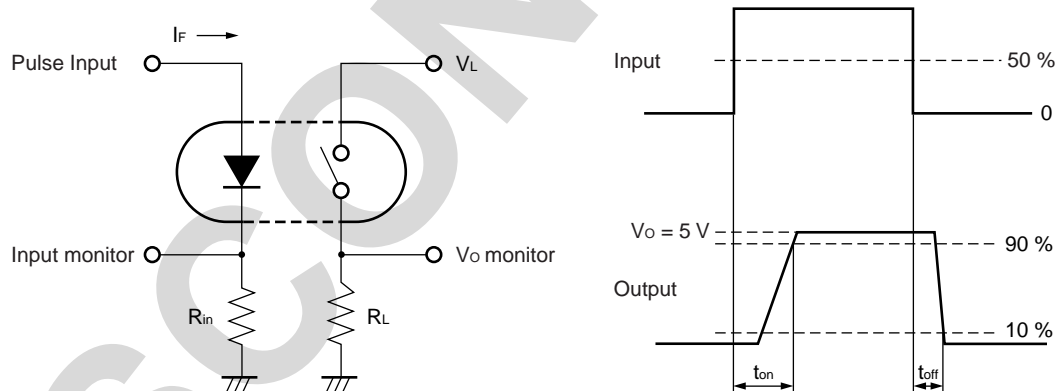 IF
Pulse Input
VL
Input monitor
VO monitor
Rin
RL
Input
50 %
0
VO = 5 V
90 %
Output
10 %
ton
toff